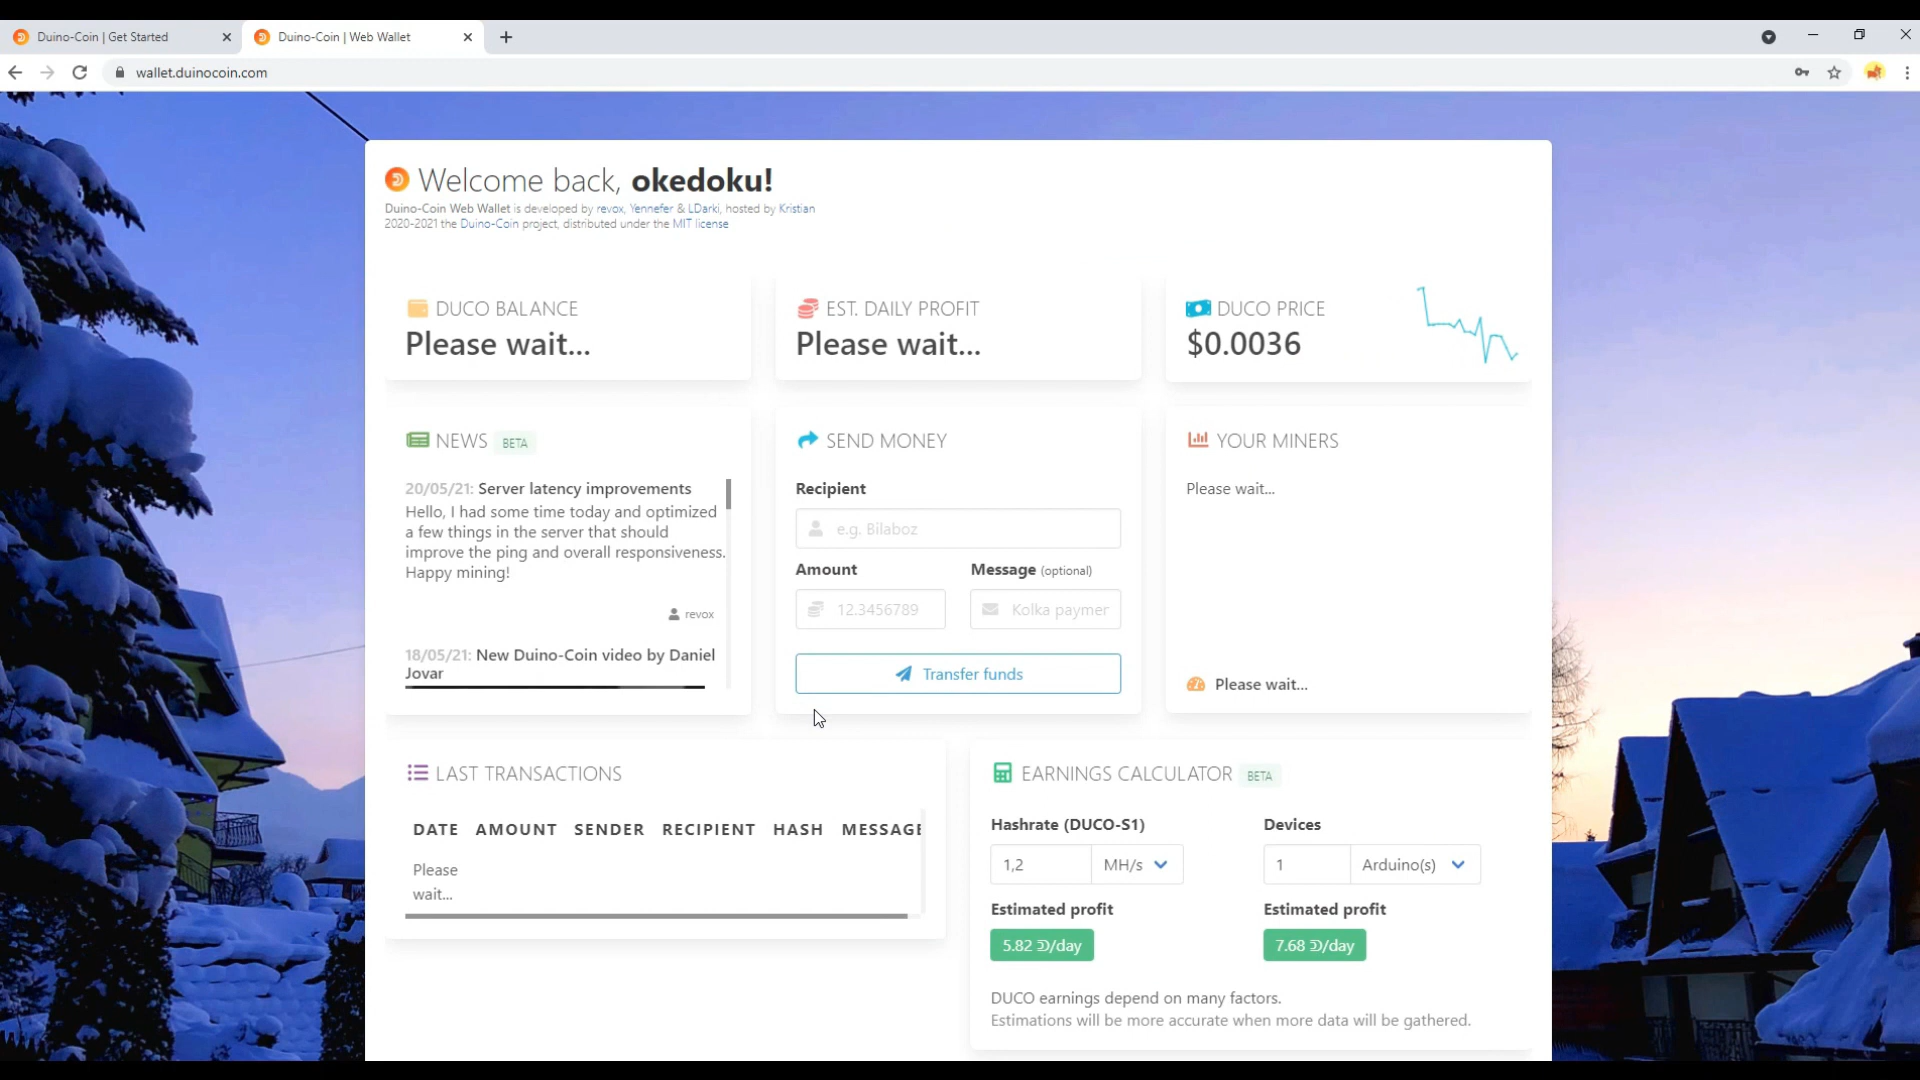 Duino-Coin | Get Started
Duino-Coin | Web Wallet
wallet.duinocoin.com
Welcome back, okedoku!
Duino-Coin Web Wallet is developed by revox, Yennefer & LDarki, hosted by Kristian
2020-2021 the Duino-Coin project, distributed under the MIT license
DUCO BALANCE
Please wait...
EST. DAILY PROFIT
Please wait...
DUCO PRICE
$0.0036
NEWS BETA
20/05/21: Server latency improvements
Hello, I had some time today and optimized
a few things in the server that should
improve the ping and overall responsiveness.
Happy mining!
revox
18/05/21: New Duino-Coin video by Daniel
Jovar
SEND MONEY
Recipient
e.g. Bilaboz
Amount
Message (optional)
12.3456789
Kolka paymer
Transfer funds
YOUR MINERS
Please wait...
Please wait...
LAST TRANSACTIONS
DATE AMOUNT SENDER RECIPIENT HASH MESSAGE
Please
wait...
EARNINGS CALCULATOR BETA
Hashrate (DUCO-S1)
Devices
1,2 MH/s
1 Arduino(s)
Estimated profit
Estimated profit
5.82 ᕲ/day
7.68 ᕲ/day
DUCO earnings depend on many factors.
Estimations will be more accurate when more data will be gathered.